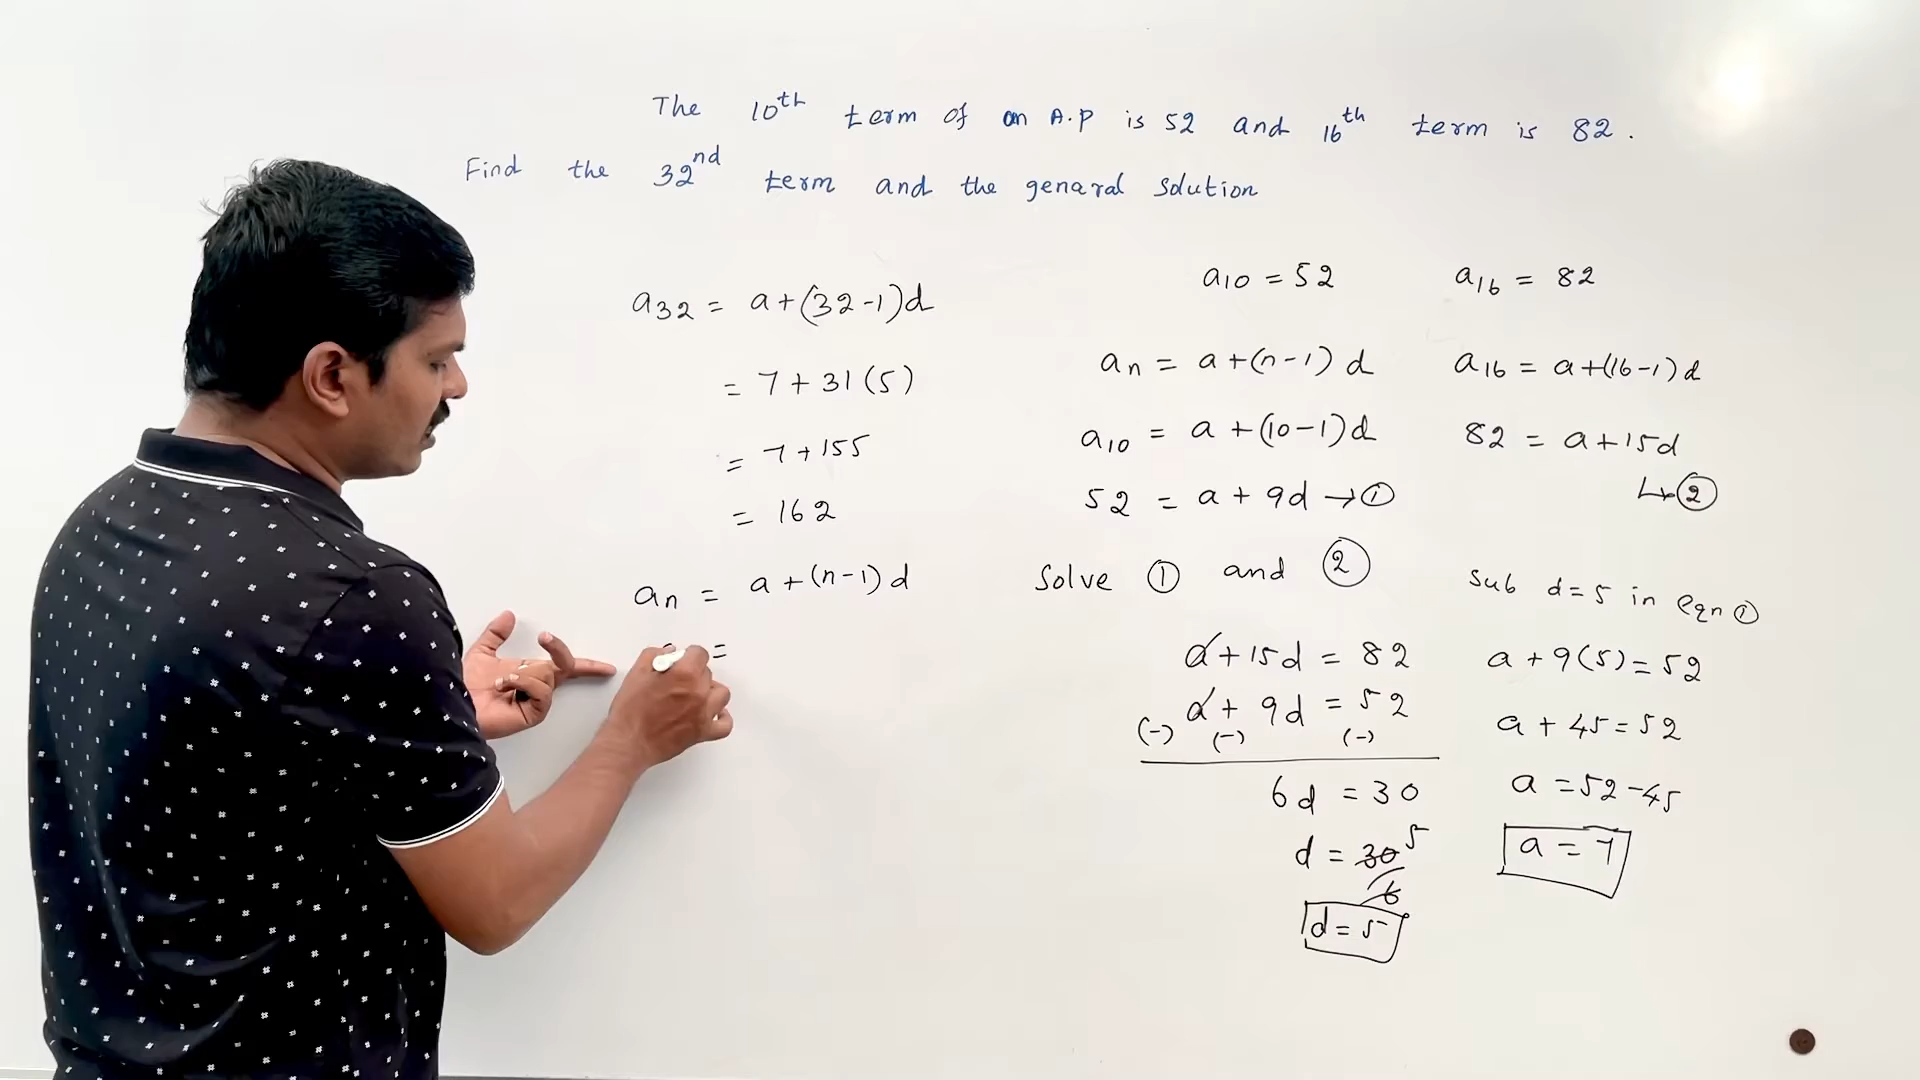 The 10th term of an A.P is 52 and 16th term is 82.
Find the 32nd term and the genaral solution
a32 = a+(32-1)d
= 7+31(5)
= 7+155
= 162
an = a+(n-1)d
=
a10 = 52
an = a+(n-1)d
a10 = a+(10-1)d
52 = a+9d → ①
Solve ① and ②
a+15d = 82
a+9d = 52
(-) (-) (-)
6d = 30
d = 30/6 5
d = 5
a16 = 82
a16 = a+(16-1)d
82 = a+15d
↳ ②
Sub d=5 in eqn ①
a+9(5)=52
a+45=52
a=52-45
a=7